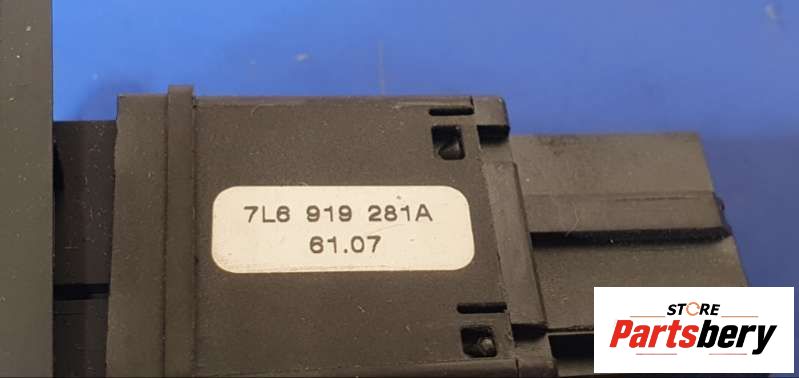 7L6 919 281A
61.07
STORE
Partsbery